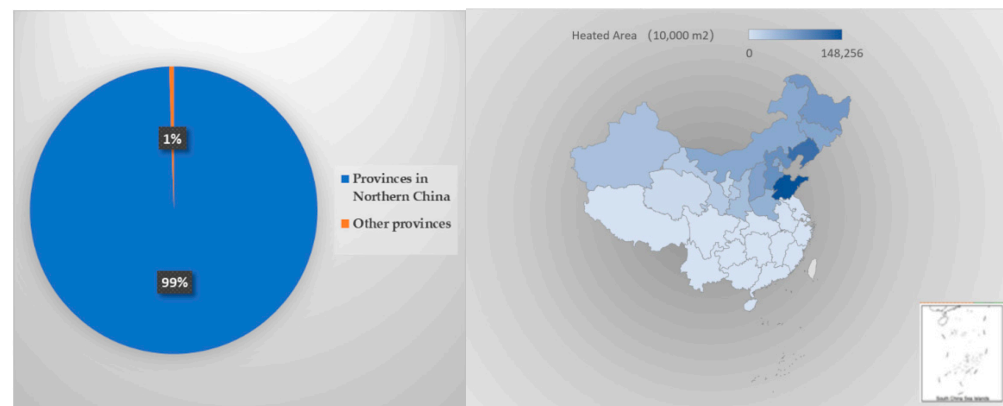 1%
99%
Provinces in
Northern China
Other provinces
Heated Area (10,000 m2)
0 148,256
South China Sea Islands